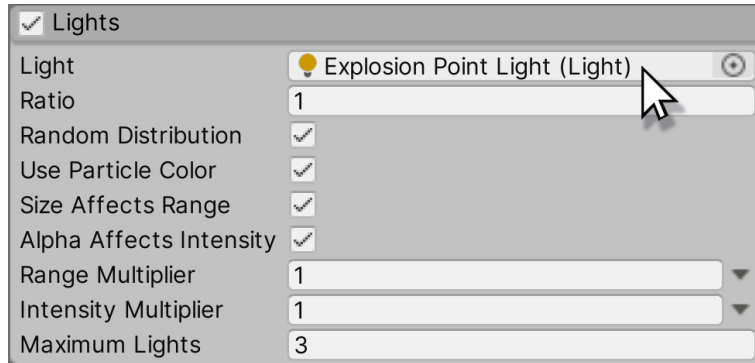 Lights
Light Explosion Point Light (Light)
Ratio 1
Random Distribution
Use Particle Color
Size Affects Range
Alpha Affects Intensity
Range Multiplier 1
Intensity Multiplier 1
Maximum Lights 3